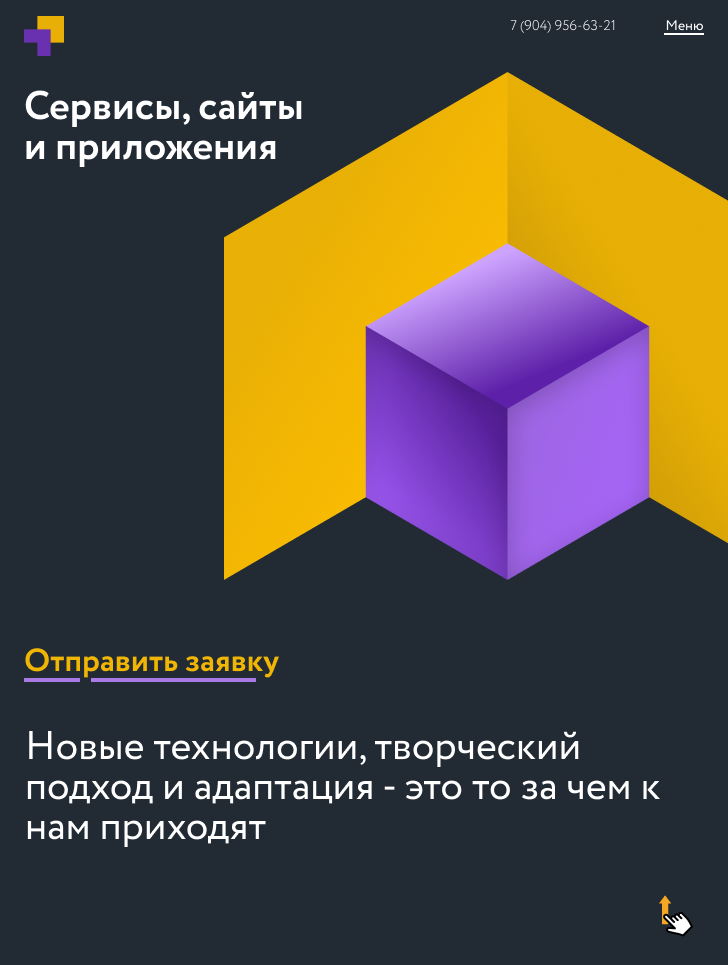 7 (904) 956-63-21
Меню
Сервисы, сайты
и приложения
Отправить заявку
Новые технологии, творческий
подход и адаптация - это то за чем к
нам приходят